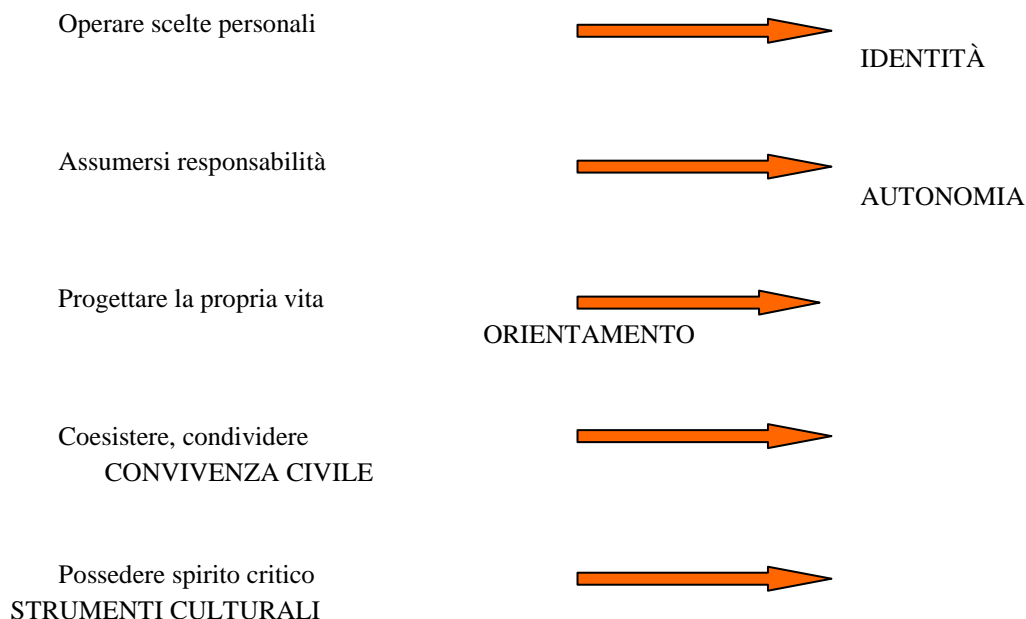 Operare scelte personali
IDENTITÀ
Assumersi responsabilità
AUTONOMIA
Progettare la propria vita
ORIENTAMENTO
Coesistere, condividere
CONVIVENZA CIVILE
Possedere spirito critico
STRUMENTI CULTURALI